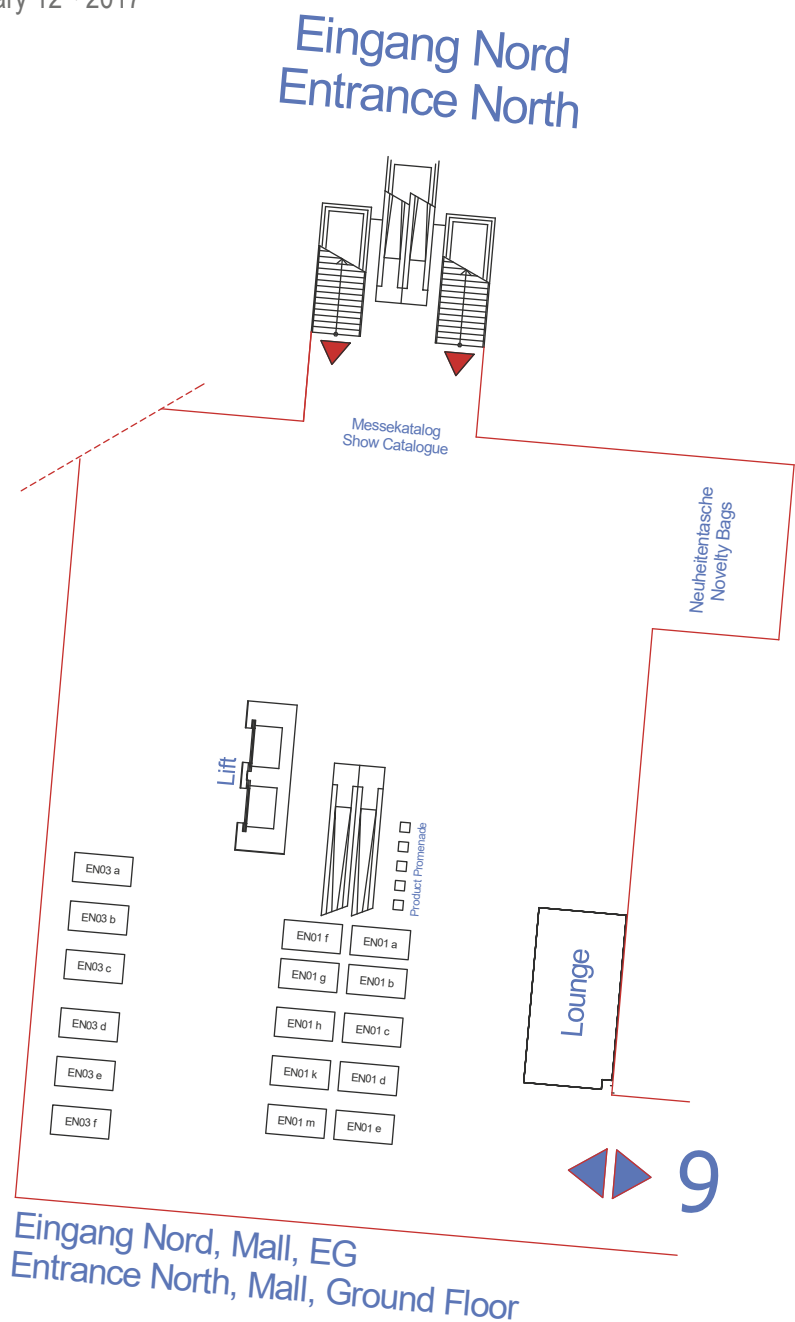 12 · 2017
Eingang Nord
Entrance North
Messekatalog
Show Catalogue
Neuheitentasche
Novelty Bags
Lift
Product Promenade
EN03 a
EN03 b
EN03 c
EN03 d
EN03 e
EN03 f
EN01 f
EN01 a
EN01 g
EN01 b
EN01 h
EN01 c
EN01 k
EN01 d
EN01 m
EN01 e
Lounge
9
Eingang Nord, Mall, EG
Entrance North, Mall, Ground Floor